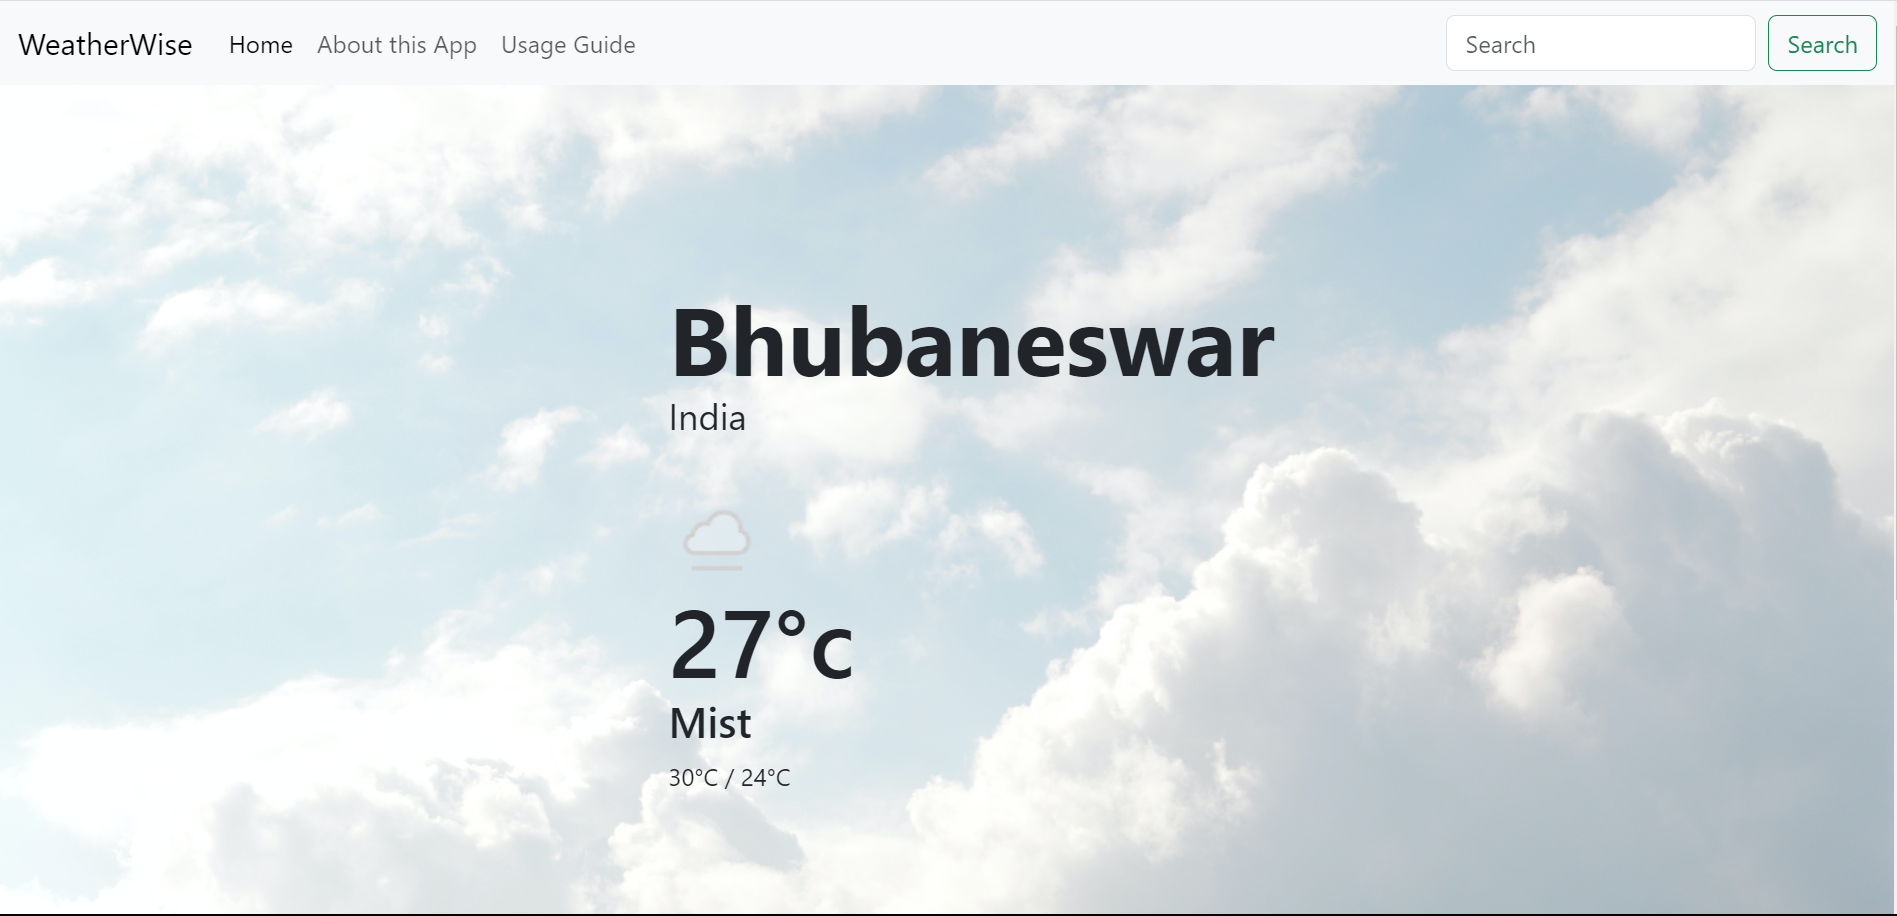 WeatherWise Home About this App Usage Guide Search Search
Bhubaneswar
India
27°c
Mist
30°C / 24°C